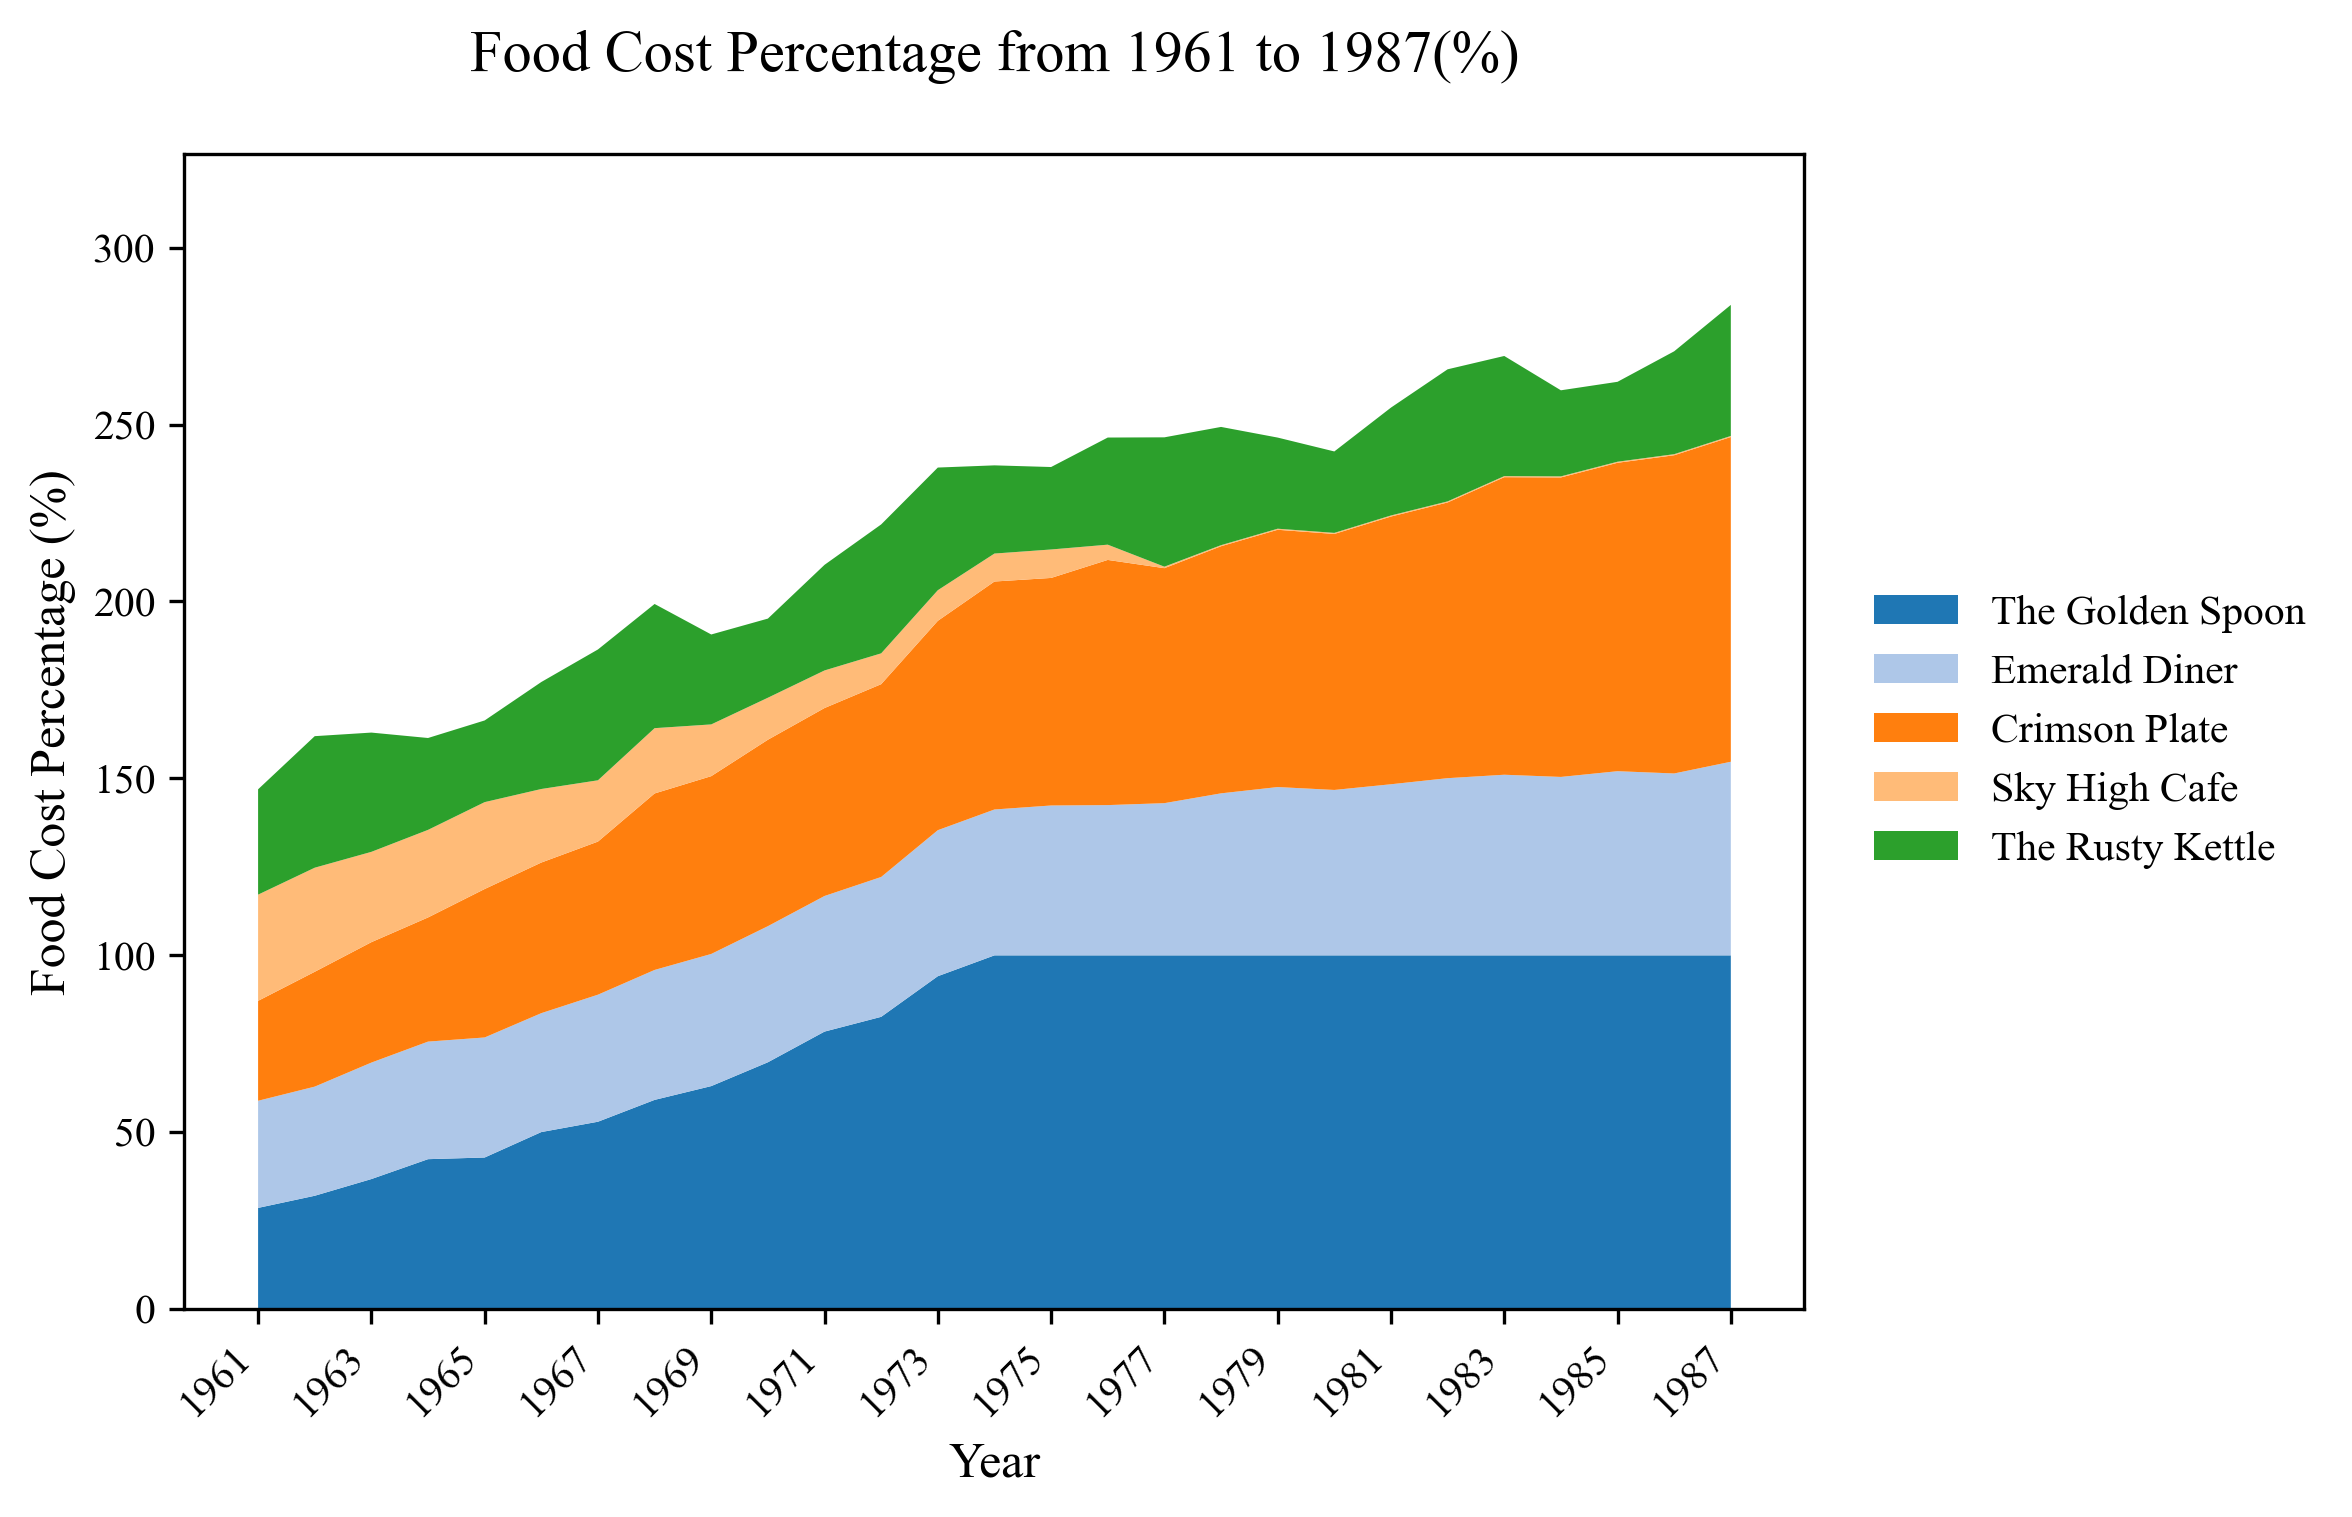 Food Cost Percentage from 1961 to 1987(%)
Food Cost Percentage (%)
300
250
200
150
100
50
0
1961
1963
1965
1967
1969
1971
1973
1975
1977
1979
1981
1983
1985
1987
Year
The Golden Spoon
Emerald Diner
Crimson Plate
Sky High Cafe
The Rusty Kettle